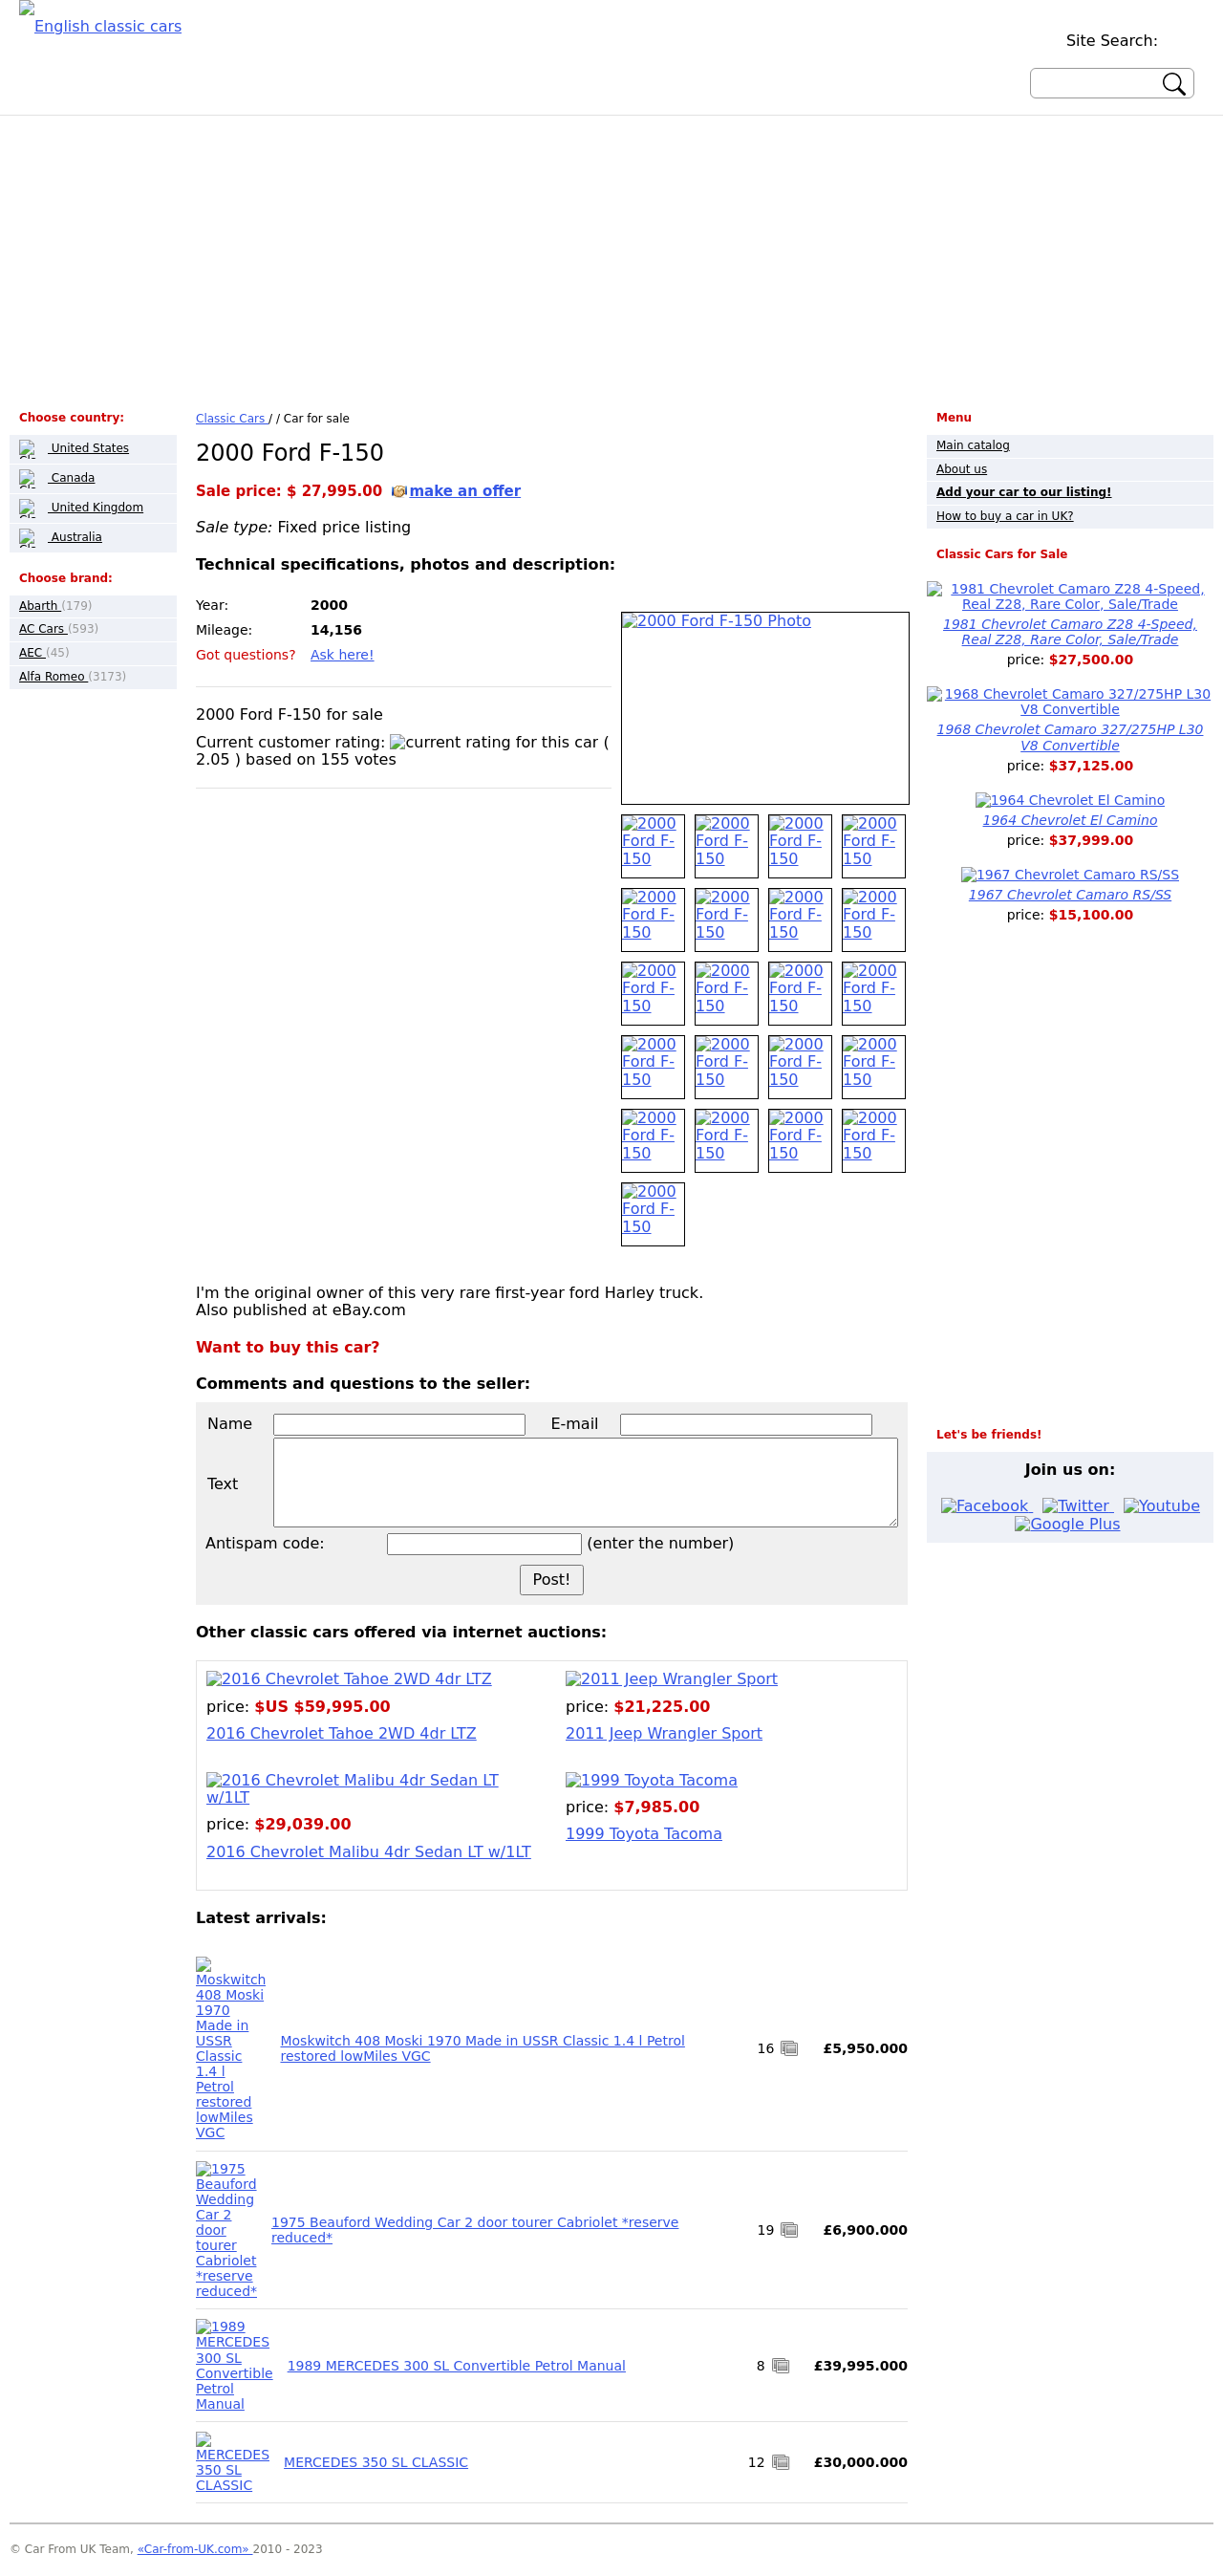 English classic cars
Site Search:
Choose country:
United States
Canada
United Kingdom
Australia
Choose brand:
Abarth (179)
AC Cars (593)
AEC (45)
Alfa Romeo (3173)
Classic Cars / / Car for sale
2000 Ford F-150
Sale price: $ 27,995.00 make an offer
Sale type: Fixed price listing
Technical specifications, photos and description:
Year: 2000
Mileage: 14,156
Got questions? Ask here!
2000 Ford F-150 for sale
Current customer rating: current rating for this car (
2.05 ) based on 155 votes
2000 Ford F-150 Photo
2000 2000 2000 2000
Ford F- Ford F- Ford F- Ford F-
150 150 150 150
2000 2000 2000 2000
Ford F- Ford F- Ford F- Ford F-
150 150 150 150
2000 2000 2000 2000
Ford F- Ford F- Ford F- Ford F-
150 150 150 150
2000 2000 2000 2000
Ford F- Ford F- Ford F- Ford F-
150 150 150 150
2000 2000 2000 2000
Ford F- Ford F- Ford F- Ford F-
150 150 150 150
2000
Ford F-
150
I'm the original owner of this very rare first-year ford Harley truck.
Also published at eBay.com
Want to buy this car?
Comments and questions to the seller:
Name E-mail
Text
Antispam code: (enter the number)
Post!
Other classic cars offered via internet auctions:
2016 Chevrolet Tahoe 2WD 4dr LTZ
price: $US $59,995.00
2016 Chevrolet Tahoe 2WD 4dr LTZ
2011 Jeep Wrangler Sport
price: $21,225.00
2011 Jeep Wrangler Sport
2016 Chevrolet Malibu 4dr Sedan LT
w/1LT
price: $29,039.00
2016 Chevrolet Malibu 4dr Sedan LT w/1LT
1999 Toyota Tacoma
price: $7,985.00
1999 Toyota Tacoma
Latest arrivals:
Moskwitch
408 Moski
1970
Made in
USSR
Classic
1.4 l
Petrol
restored
lowMiles
VGC
Moskwitch 408 Moski 1970 Made in USSR Classic 1.4 l Petrol
restored lowMiles VGC
16 £5,950.000
1975
Beauford
Wedding
Car 2
door
tourer
Cabriolet
*reserve
reduced*
1975 Beauford Wedding Car 2 door tourer Cabriolet *reserve
reduced*
19 £6,900.000
1989
MERCEDES
300 SL
Convertible
Petrol
Manual
1989 MERCEDES 300 SL Convertible Petrol Manual
8 £39,995.000
MERCEDES
350 SL
CLASSIC
MERCEDES 350 SL CLASSIC
12 £30,000.000
Menu
Main catalog
About us
Add your car to our listing!
How to buy a car in UK?
Classic Cars for Sale
1981 Chevrolet Camaro Z28 4-Speed,
Real Z28, Rare Color, Sale/Trade
1981 Chevrolet Camaro Z28 4-Speed,
Real Z28, Rare Color, Sale/Trade
price: $27,500.00
1968 Chevrolet Camaro 327/275HP L30
V8 Convertible
1968 Chevrolet Camaro 327/275HP L30
V8 Convertible
price: $37,125.00
1964 Chevrolet El Camino
1964 Chevrolet El Camino
price: $37,999.00
1967 Chevrolet Camaro RS/SS
1967 Chevrolet Camaro RS/SS
price: $15,100.00
Let's be friends!
Join us on:
Facebook Twitter Youtube
Google Plus
© Car From UK Team, «Car-from-UK.com» 2010 - 2023